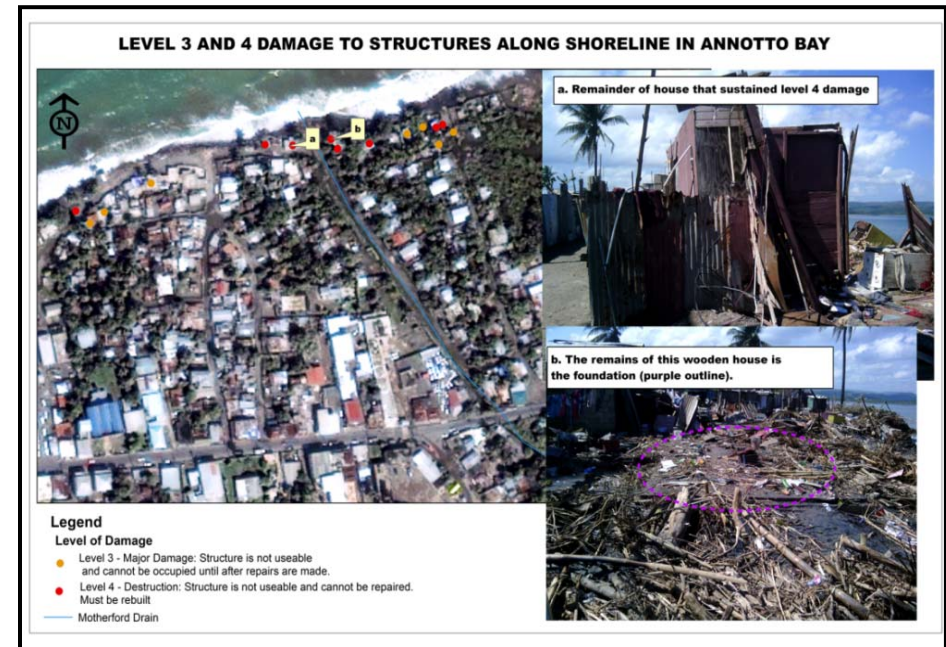 LEVEL 3 AND 4 DAMAGE TO STRUCTURES ALONG SHORELINE IN ANNOTTO BAY
N
a
b
a. Remainder of house that sustained level 4 damage
b. The remains of this wooden house is
the foundation (purple outline).
Legend
Level of Damage
Level 3 - Major Damage: Structure is not useable
and cannot be occupied until after repairs are made.
Level 4 - Destruction: Structure is not useable and cannot be repaired.
Must be rebuilt
Motherford Drain